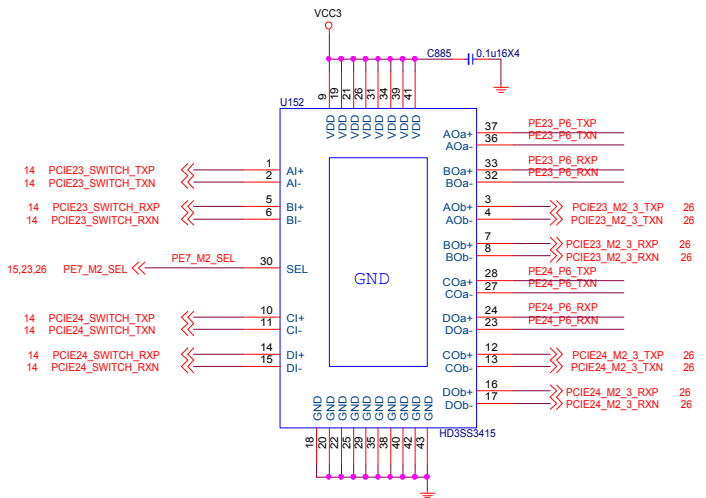 VCC3
C885 0.1u16X4
U152
9 19 21 26 31 34 39 41
VDD VDD VDD VDD VDD VDD VDD VDD
37 PE23_P6_TXP
AOa+
36 PE23_P6_TXN
AOa-
14 PCIE23_SWITCH_TXP 1 AI+
14 PCIE23_SWITCH_TXN 2 AI-
33 PE23_P6_RXP
BOa+
32 PE23_P6_RXN
BOa-
14 PCIE23_SWITCH_RXP 5 BI+
14 PCIE23_SWITCH_RXN 6 BI-
AOb+ 3 PCIE23_M2_3_TXP 26
AOb- 4 PCIE23_M2_3_TXN 26
BOb+ 7 PCIE23_M2_3_RXP 26
BOb- 8 PCIE23_M2_3_RXN 26
15,23,26 PE7_M2_SEL PE7_M2_SEL 30 SEL
GND
28 PE24_P6_TXP
COa+
27 PE24_P6_TXN
COa-
14 PCIE24_SWITCH_TXP 10 CI+
14 PCIE24_SWITCH_TXN 11 CI-
24 PE24_P6_RXP
DOa+
23 PE24_P6_RXN
DOa-
14 PCIE24_SWITCH_RXP 14 DI+
14 PCIE24_SWITCH_RXN 15 DI-
COb+ 12 PCIE24_M2_3_TXP 26
COb- 13 PCIE24_M2_3_TXN 26
DOb+ 16 PCIE24_M2_3_RXP 26
DOb- 17 PCIE24_M2_3_RXN 26
GND GND GND GND GND GND GND GND GND GND
18 20 22 25 29 35 38 40 42 43
HD3SS3415